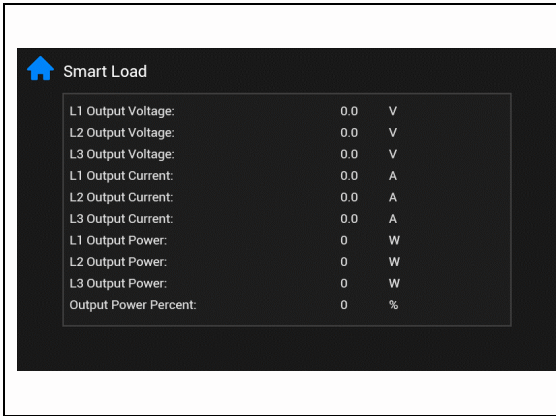 Smart Load
L1 Output Voltage: 0.0 V
L2 Output Voltage: 0.0 V
L3 Output Voltage: 0.0 V
L1 Output Current: 0.0 A
L2 Output Current: 0.0 A
L3 Output Current: 0.0 A
L1 Output Power: 0 W
L2 Output Power: 0 W
L3 Output Power: 0 W
Output Power Percent: 0 %